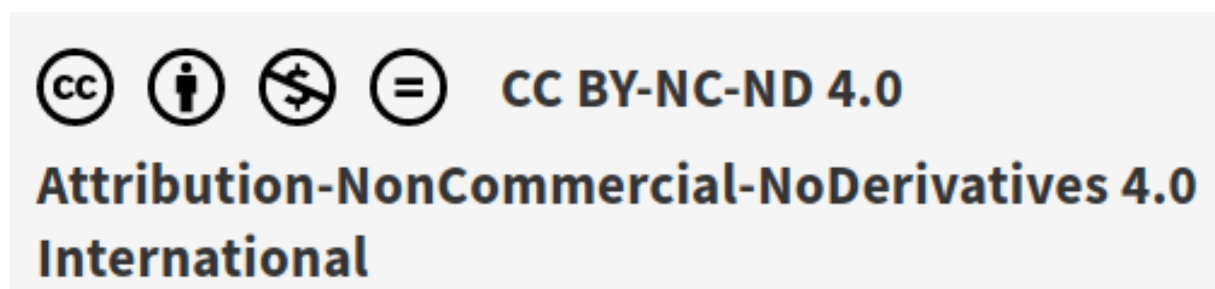 CC BY-NC-ND 4.0
Attribution-NonCommercial-NoDerivatives 4.0
International